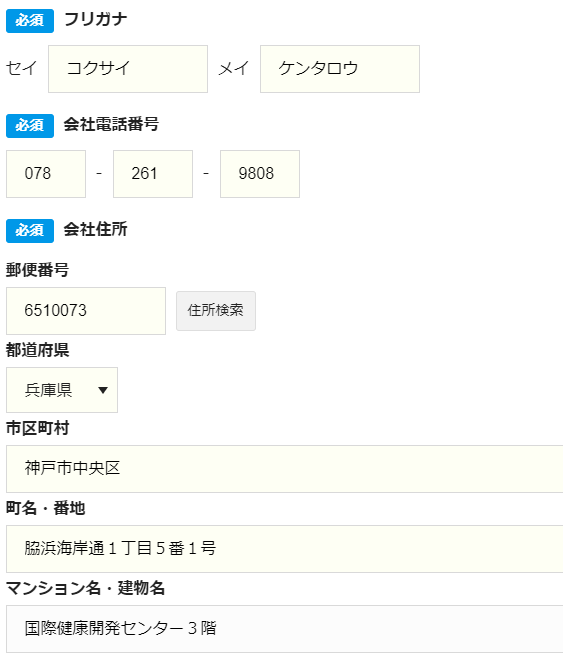 必須 フリガナ
セイ コクサイ メイ ケンタロウ
必須 会社電話番号
078 - 261 - 9808
必須 会社住所
郵便番号
6510073 住所検索
都道府県
兵庫県
市区町村
神戸市中央区
町名・番地
脇浜海岸通１丁目５番１号
マンション名・建物名
国際健康開発センター３階